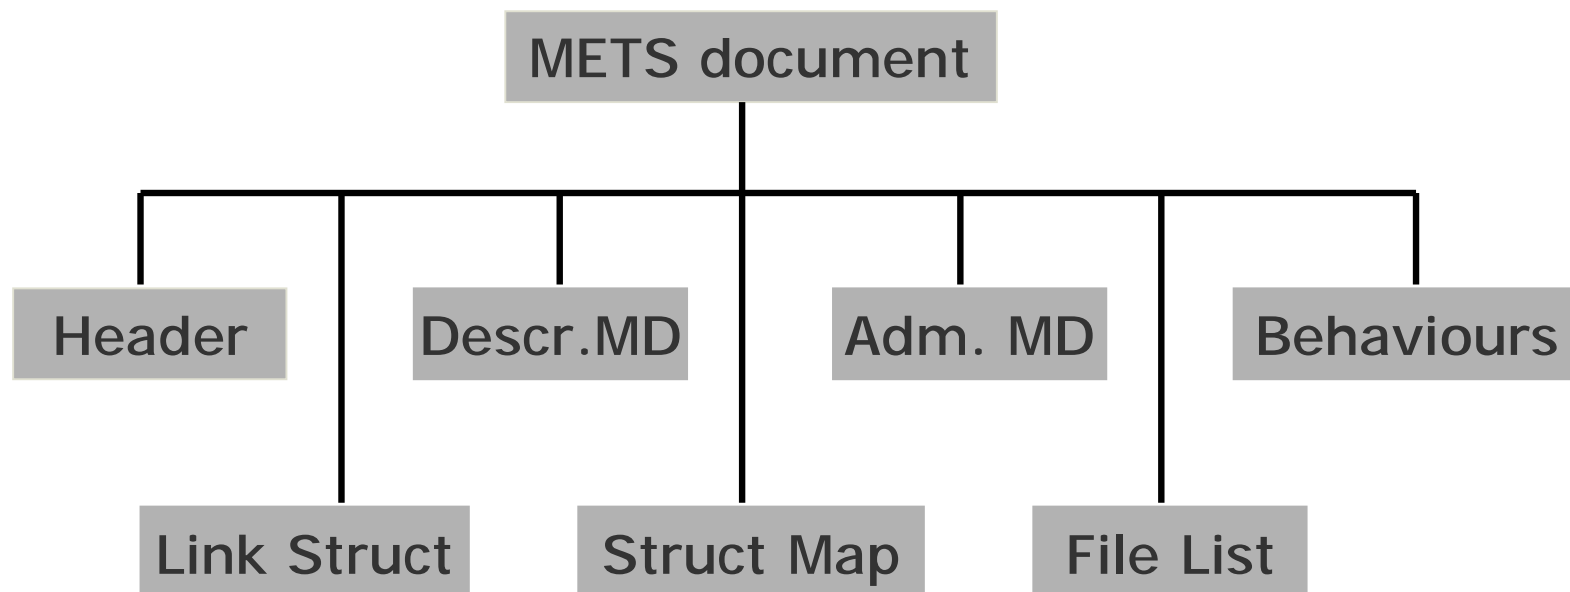 METS document
Header
Descr.MD
Adm. MD
Behaviours
Link Struct
Struct Map
File List